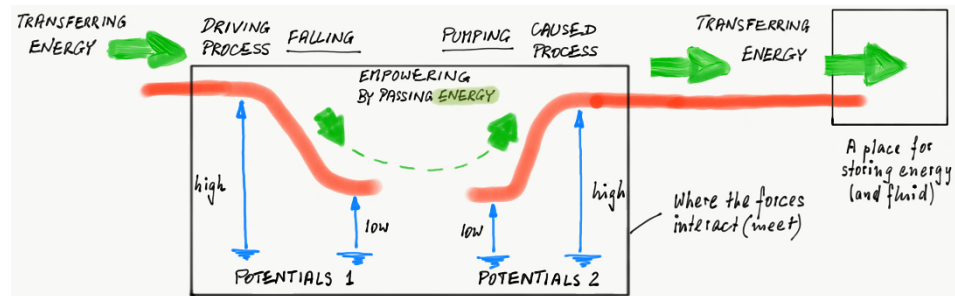 TRANSFERRING
ENERGY
DRIVING
PROCESS
FALLING
PUMPING
CAUSED
PROCESS
TRANSFERRING
ENERGY
EMPOWERING
BY PASSING ENERGY
high
low
low
high
POTENTIALS 1
POTENTIALS 2
Where the forces
interact (meet)
A place for
storing energy
(and fluid)